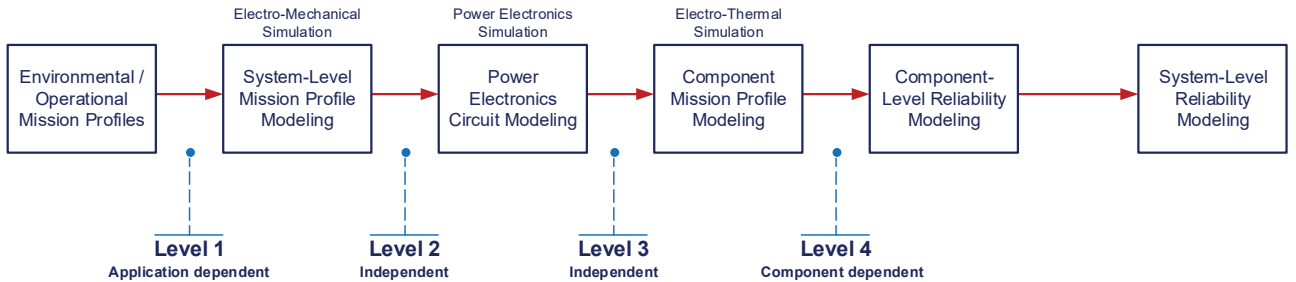 Electro-Mechanical
Simulation
Power Electronics
Simulation
Electro-Thermal
Simulation
Environmental /
Operational
Mission Profiles
System-Level
Mission Profile
Modeling
Power
Electronics
Circuit Modeling
Component
Mission Profile
Modeling
Component-
Level Reliability
Modeling
System-Level
Reliability
Modeling
Level 1
Application dependent
Level 2
Independent
Level 3
Independent
Level 4
Component dependent